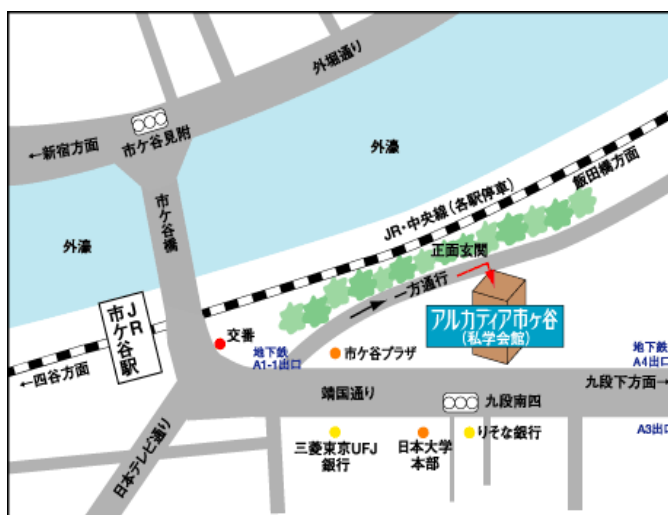 外堀通り
市ケ谷見附
←新宿方面
外濠
飯田橋方面
JR・中央線(各駅停車)
市ケ谷橋
外濠
正面玄関
一方通行
アルカディア市ヶ谷
(私学会館)
JR
市ケ谷駅
交番
市ケ谷プラザ
地下鉄
A1-1出口
地下鉄
A4出口
←四谷方面
靖国通り
九段南四
九段下方面→
A3出口
三菱東京UFJ
銀行
日本大学
本部
りそな銀行
日本テレビ通り